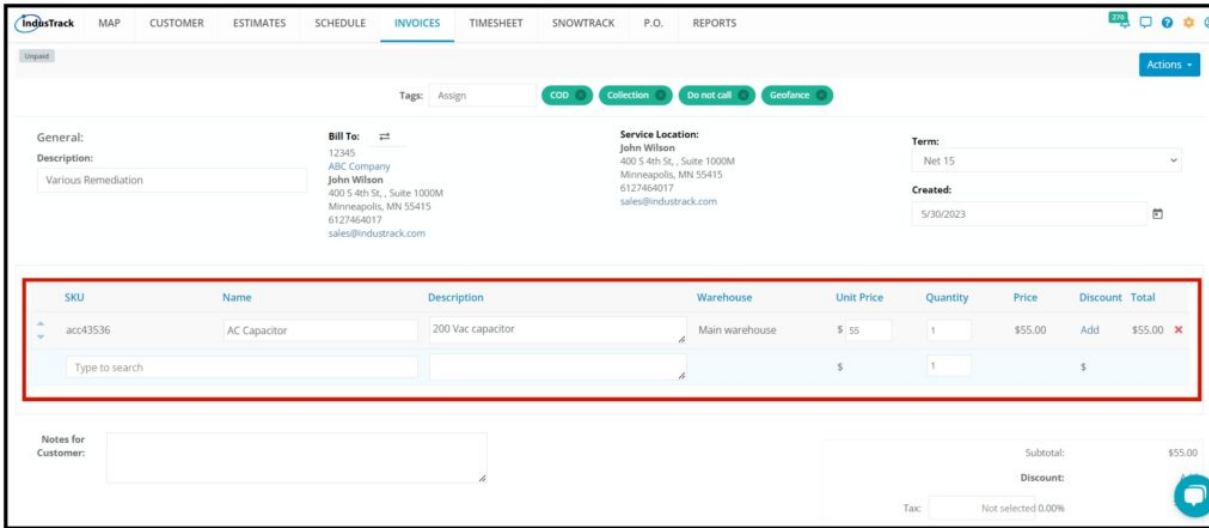 IndusTrack MAP CUSTOMER ESTIMATES SCHEDULE INVOICES TIMESHEET SNOWTRACK P.O. REPORTS 270
Unpaid
Actions
Tags: Assign COD Collection Do not call Geofance
General:
Description:
Various Remediation
Bill To:
12345
ABC Company
John Wilson
400 S 4th St, , Suite 1000M
Minneapolis, MN 55415
6127464017
sales@industrack.com
Service Location:
John Wilson
400 S 4th St, , Suite 1000M
Minneapolis, MN 55415
6127464017
sales@industrack.com
Term:
Net 15
Created:
5/30/2023
SKU Name Description Warehouse Unit Price Quantity Price Discount Total
acc43536 AC Capacitor 200 Vac capacitor Main warehouse $ 55 1 $55.00 Add $55.00
Type to search $ 1 $
Notes for
Customer:
Subtotal: $55.00
Discount:
Tax: Not selected 0.00%